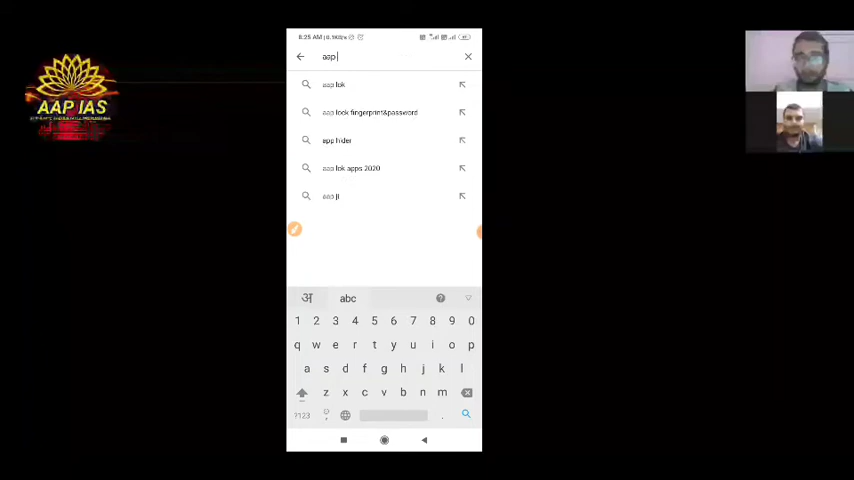 8:25 AM
aap
aap lok
aap lock fingerprint&password
app hider
aap lok apps 2020
aap ji
AAP IAS
अ abc
1 2 3 4 5 6 7 8 9 0
q w e r t y u i o p
a s d f g h j k l
z x c v b n m
?123 , .